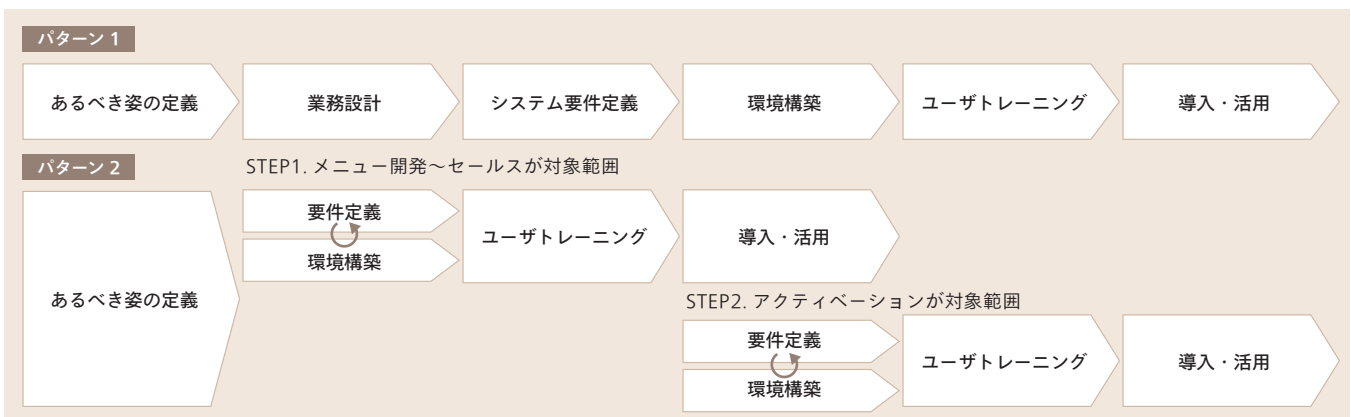 パターン 1
あるべき姿の定義
業務設計
システム要件定義
環境構築
ユーザトレーニング
導入・活用
パターン 2
STEP1. メニュー開発〜セールスが対象範囲
あるべき姿の定義
要件定義
環境構築
ユーザトレーニング
導入・活用
STEP2. アクティベーションが対象範囲
要件定義
環境構築
ユーザトレーニング
導入・活用